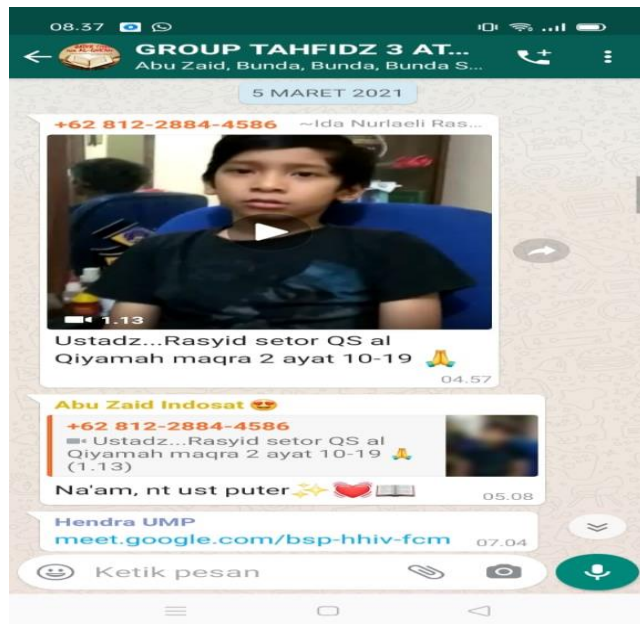 08.37
GROUP TAHFIDZ 3 AT...
Abu Zaid, Bunda, Bunda, Bunda S...
5 MARET 2021
+62 812-2884-4586 ~Ida Nurlaeli Ras...
1.13
Ustadz...Rasyid setor QS al
Qiyamah maqra 2 ayat 10-19 🙏
04.57
Abu Zaid Indosat 😍
+62 812-2884-4586
Ustadz...Rasyid setor QS al
Qiyamah maqra 2 ayat 10-19 🙏
(1.13)
Na'am, nt ust puter✨ 💓 📖
05.08
Hendra UMP
meet.google.com/bsp-hhiv-fcm 07.04
Ketik pesan